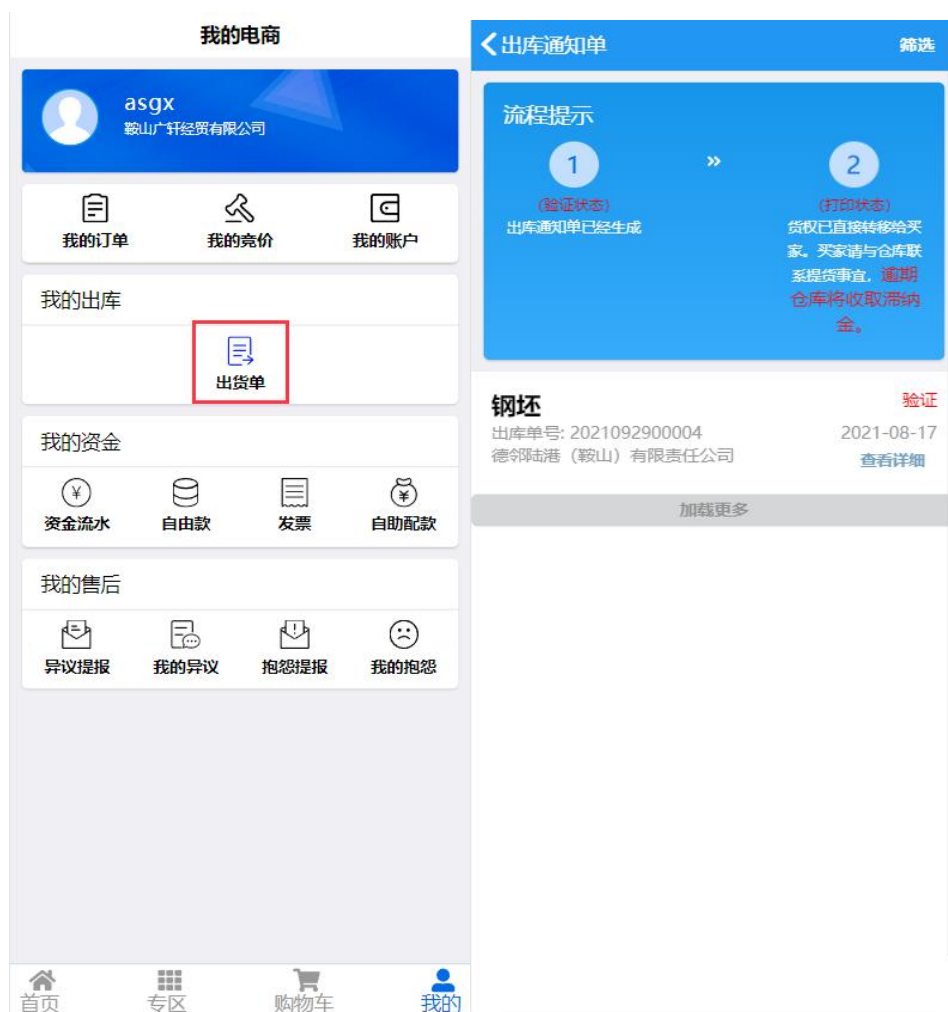 我的电商
asgx
鞍山广轩经贸有限公司
我的订单
我的竞价
我的账户
我的出库
出货单
我的资金
资金流水
自由款
发票
自助配款
我的售后
异议提报
我的异议
抱怨提报
我的抱怨
首页
专区
购物车
我的
出库通知单
筛选
流程提示
1
»
2
(验证状态)
出库通知单已经生成
(打印状态)
货权已直接转移给买
家。买家请与仓库联
系提货事宜，逾期
仓库将收取滞纳
金。
钢坯
验证
出库单号: 2021092900004
2021-08-17
德邻陆港（鞍山）有限责任公司
查看详细
加载更多